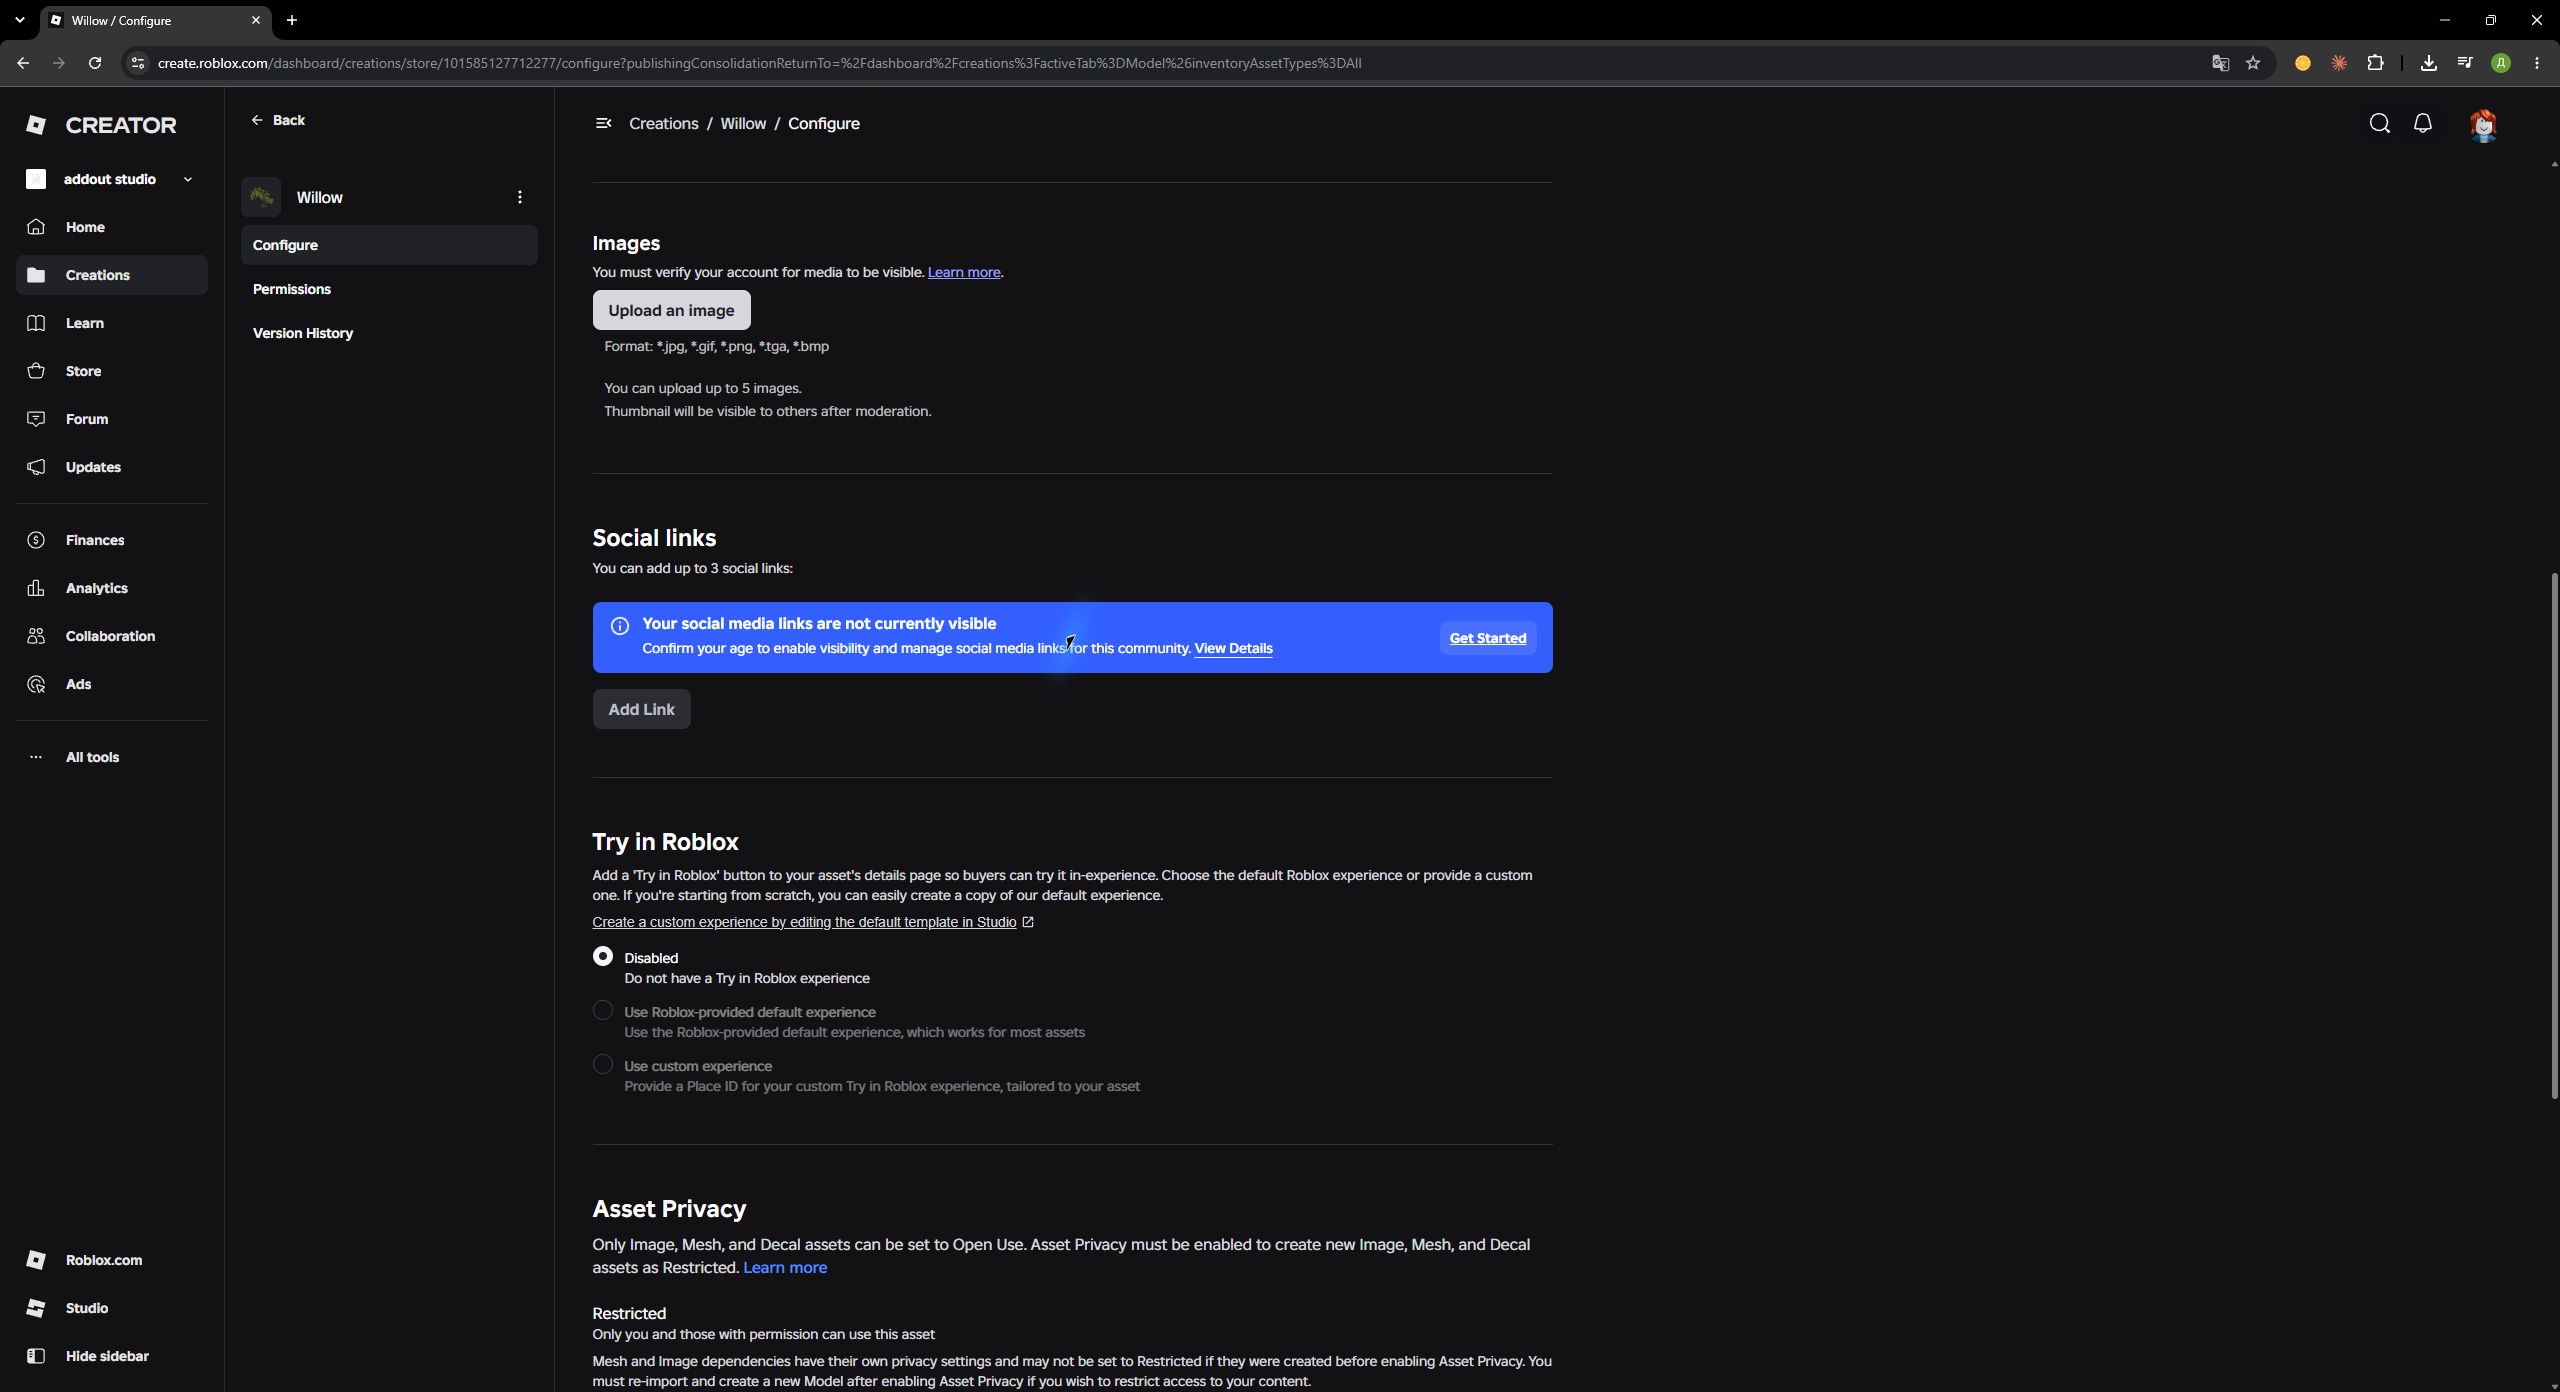 Willow / Configure
create.roblox.com/dashboard/creations/store/101585127712277/configure?publishingConsolidationReturnTo=%2Fdashboard%2Fcreations%3FactiveTab%3DModel%26inventoryAssetTypes%3DAll
Д
CREATOR
addout studio
Home
Creations
Learn
Store
Forum
Updates
Finances
Analytics
Collaboration
Ads
All tools
Roblox.com
Studio
Hide sidebar
Back
Willow
Configure
Permissions
Version History
Creations / Willow / Configure
Images
You must verify your account for media to be visible. Learn more.
Upload an image
Format: *.jpg, *.gif, *.png, *.tga, *.bmp
You can upload up to 5 images.
Thumbnail will be visible to others after moderation.
Social links
You can add up to 3 social links:
Your social media links are not currently visible
Confirm your age to enable visibility and manage social media links for this community. View Details
Get Started
Add Link
Try in Roblox
Add a 'Try in Roblox' button to your asset's details page so buyers can try it in-experience. Choose the default Roblox experience or provide a custom
one. If you're starting from scratch, you can easily create a copy of our default experience.
Create a custom experience by editing the default template in Studio
Disabled
Do not have a Try in Roblox experience
Use Roblox-provided default experience
Use the Roblox-provided default experience, which works for most assets
Use custom experience
Provide a Place ID for your custom Try in Roblox experience, tailored to your asset
Asset Privacy
Only Image, Mesh, and Decal assets can be set to Open Use. Asset Privacy must be enabled to create new Image, Mesh, and Decal
assets as Restricted. Learn more
Restricted
Only you and those with permission can use this asset
Mesh and Image dependencies have their own privacy settings and may not be set to Restricted if they were created before enabling Asset Privacy. You
must re-import and create a new Model after enabling Asset Privacy if you wish to restrict access to your content.